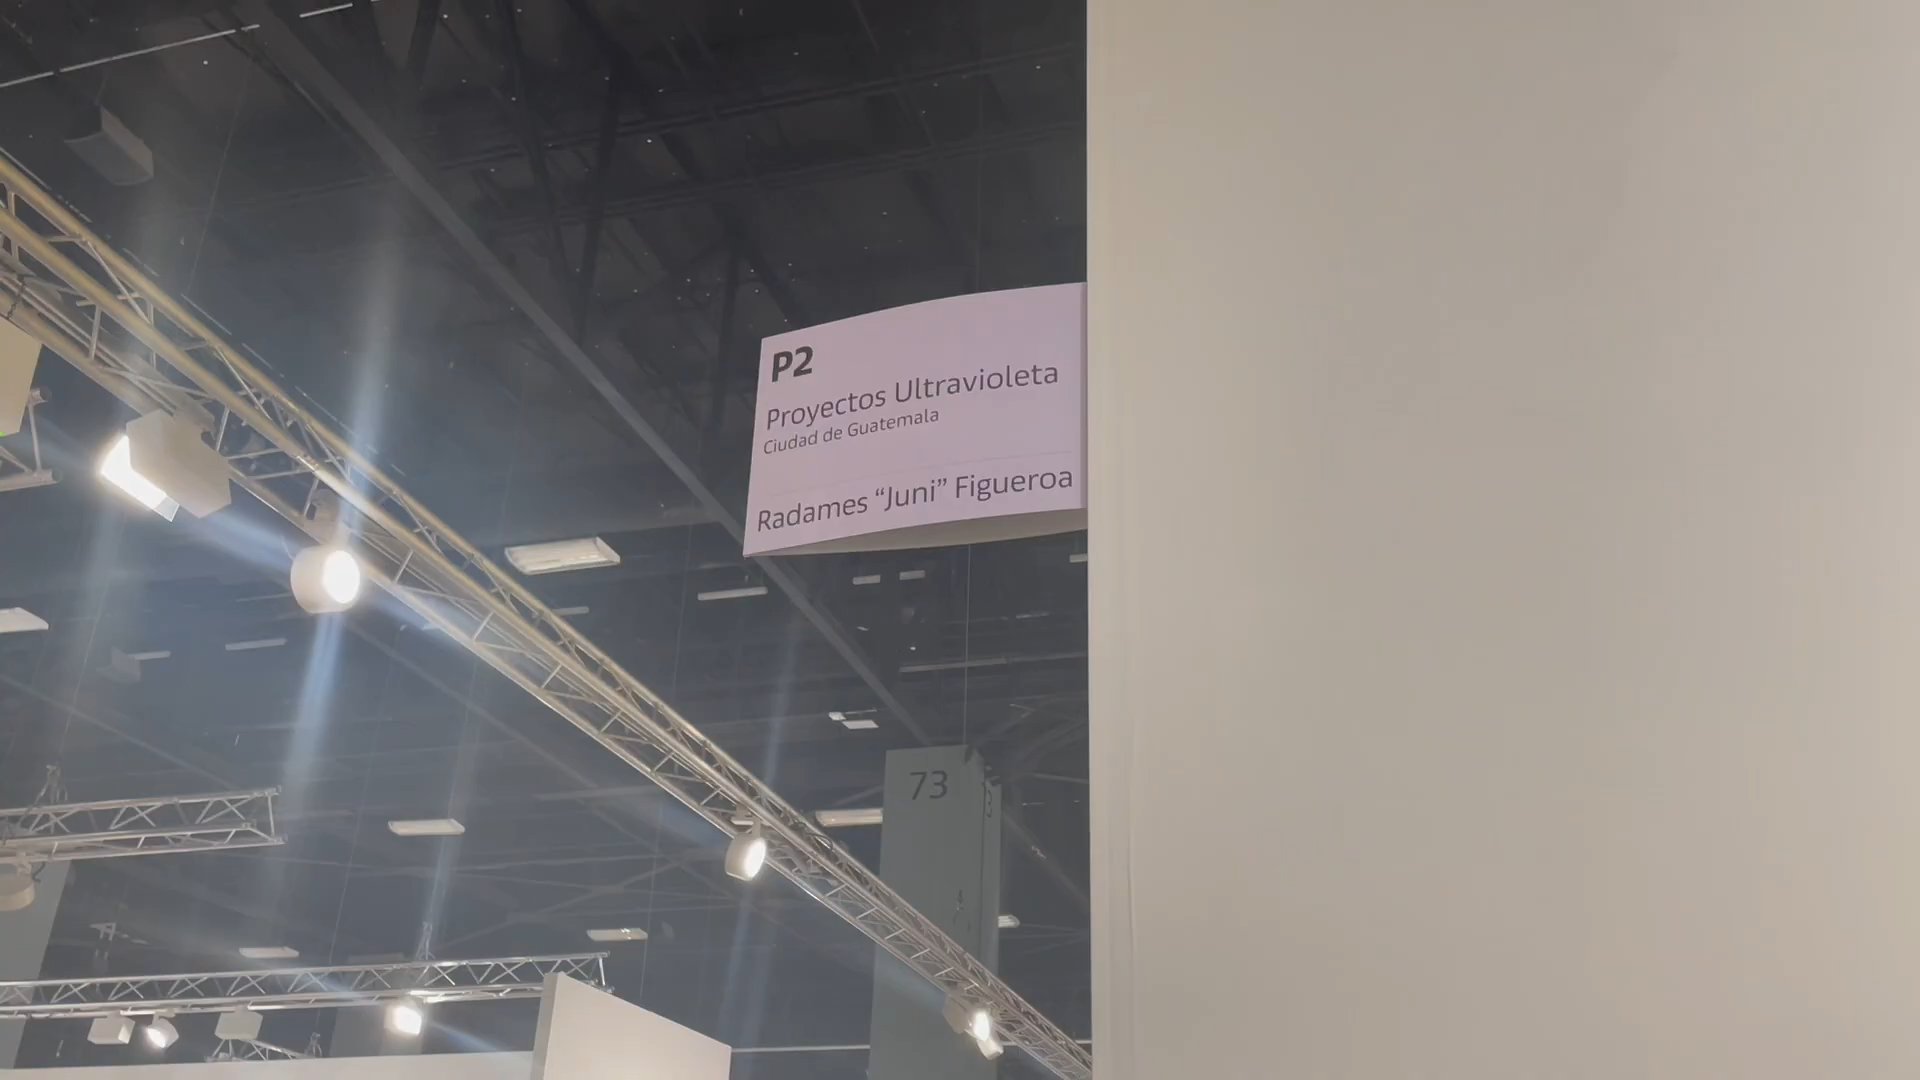 P2
Proyectos Ultravioleta
Ciudad de Guatemala
Radames “Juni” Figueroa
73